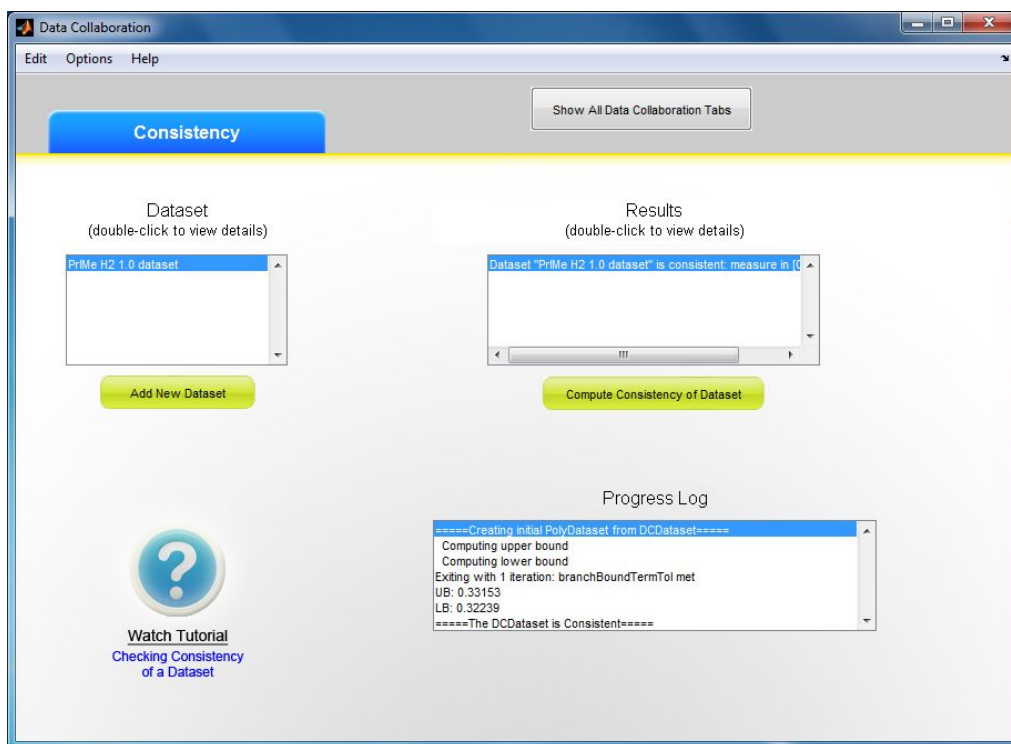 Data Collaboration
Edit Options Help
Show All Data Collaboration Tabs
Consistency
Dataset
(double-click to view details)
PrIMe H2 1.0 dataset
Add New Dataset
Results
(double-click to view details)
Dataset "PrIMe H2 1.0 dataset" is consistent: measure in [0
Compute Consistency of Dataset
Progress Log
=====Creating initial PolyDataset from DCDataset=====
Computing upper bound
Computing lower bound
Exiting with 1 iteration: branchBoundTermTol met
UB: 0.33153
LB: 0.32239
=====The DCDataset is Consistent=====
Watch Tutorial
Checking Consistency
of a Dataset